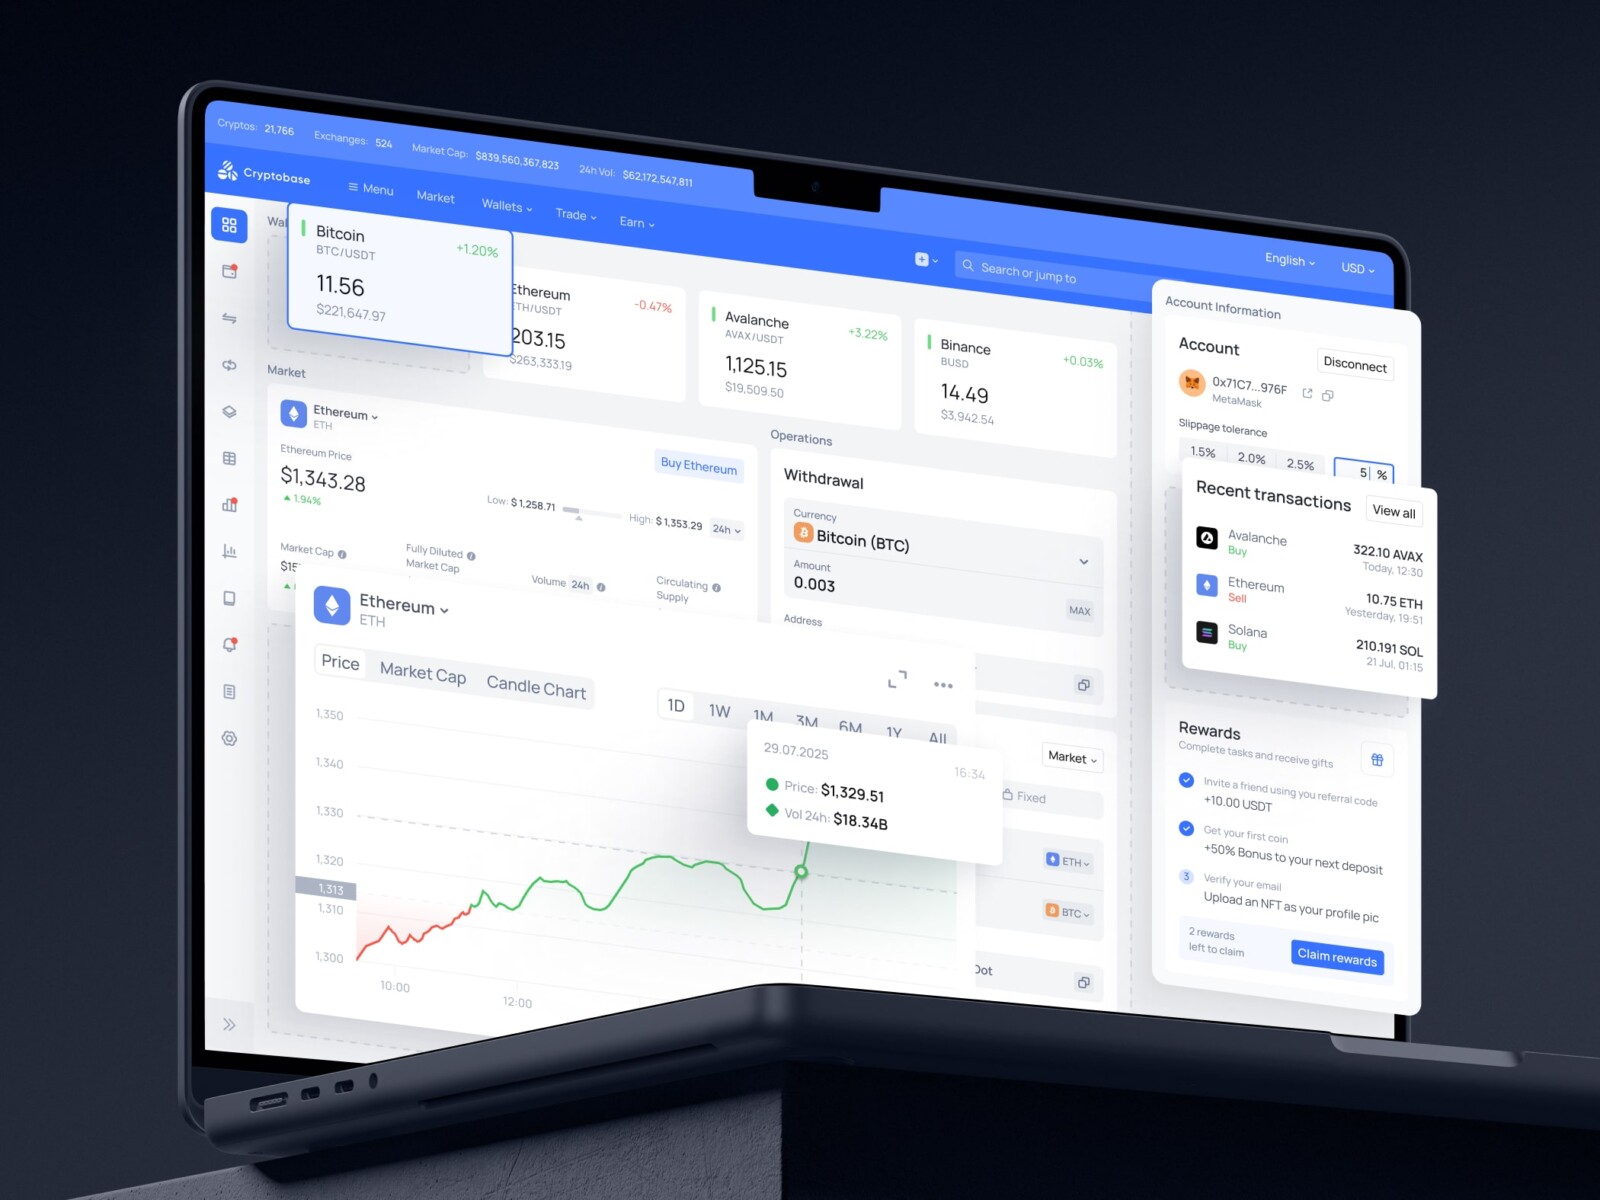 Cryptos: 21,766
Exchanges: 524
Market Cap: $839,560,367,823
24h Vol: $62,172,547,811
English
USD
Cryptobase
Menu
Market
Wallets
Trade
Earn
Search or jump to
Bitcoin
BTC/USDT
+1.20%
11.56
$221,647.97
Ethereum
ETH/USDT
-0.47%
203.15
$263,333.19
Avalanche
AVAX/USDT
+3.22%
1,125.15
$19,509.50
Binance
BUSD
+0.03%
14.49
$3,942.54
Market
Ethereum
ETH
Ethereum Price
$1,343.28
1.94%
Buy Ethereum
Low: $ 1,258.71
High: $ 1,353.29
24h
Market Cap
Fully Diluted
Market Cap
Volume 24h
Circulating
Supply
Operations
Withdrawal
Currency
Bitcoin (BTC)
Amount
0.003
MAX
Address
Market
Fixed
ETH
BTC
Dot
Ethereum
ETH
Price
Market Cap
Candle Chart
1D
1W
1M
3M
6M
1Y
All
1,350
1,340
1,330
1,320
1,313
1,310
1,300
10:00
12:00
29.07.2025
16:34
Price: $1,329.51
Vol 24h: $18.34B
Account Information
Account
Disconnect
0x71C7...976F
MetaMask
Slippage tolerance
1.5%
2.0%
2.5%
5 %
Recent transactions
View all
Avalanche
Buy
322.10 AVAX
Today, 12:30
Ethereum
Sell
10.75 ETH
Yesterday, 19:51
Solana
Buy
210.191 SOL
21 Jul, 01:15
Rewards
Complete tasks and receive gifts
Invite a friend using you referral code
+10.00 USDT
Get your first coin
+50% Bonus to your next deposit
3
Verify your email
Upload an NFT as your profile pic
2 rewards
left to claim
Claim rewards